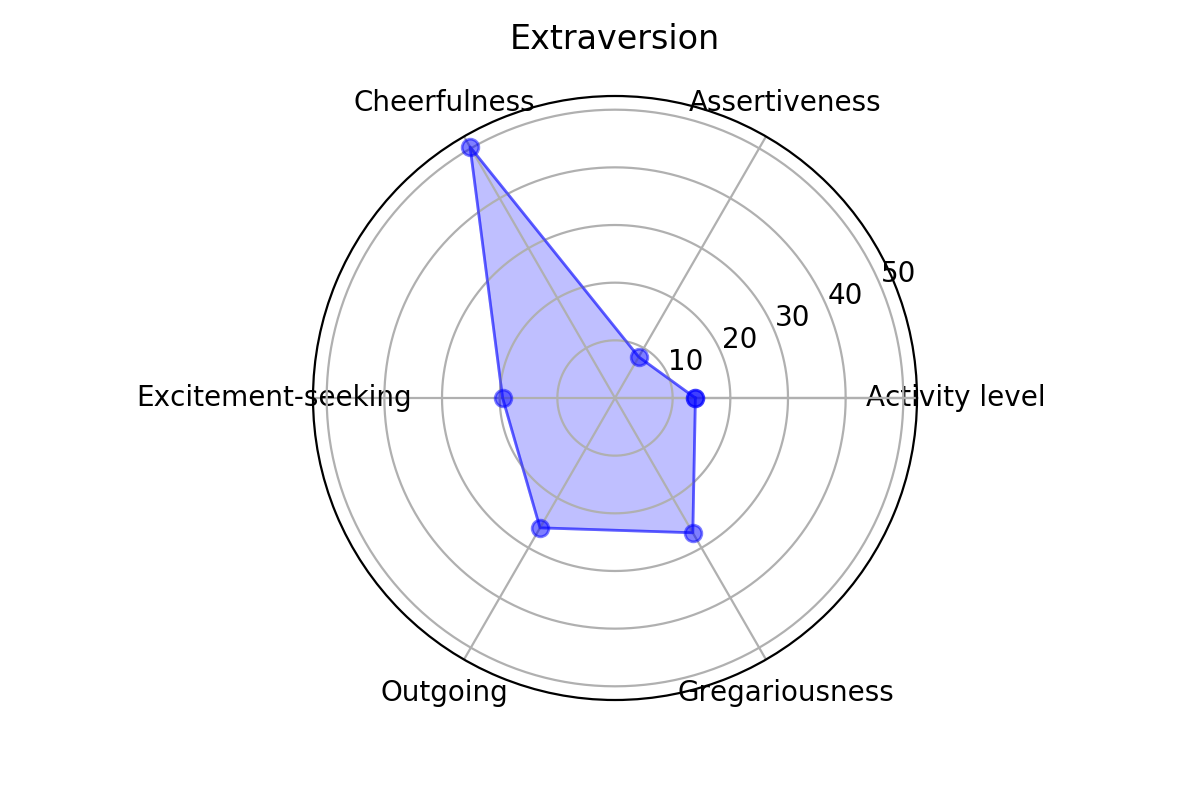 Extraversion
Cheerfulness
Assertiveness
50
40
30
20
10
Excitement-seeking
Activity level
Outgoing
Gregariousness